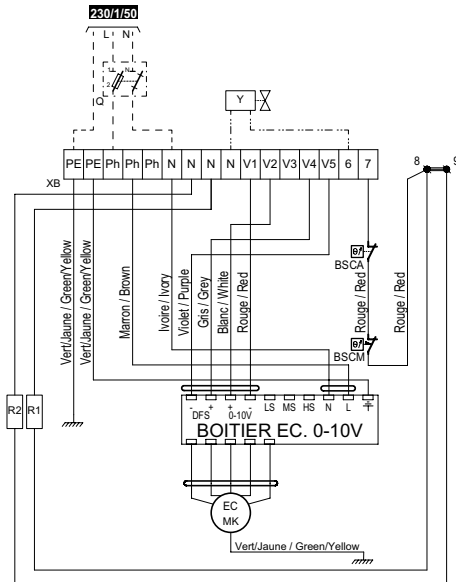 230/1/50
L N
1 N
2
Q
Y
PE PE Ph Ph N N N N V1 V2 V3 V4 V5 6 7
8 9
XB
Vert/Jaune / Green/Yellow
Vert/Jaune / Green/Yellow
Marron / Brown
Ivoire / Ivory
Violet / Purple
Gris / Grey
Blanc / White
Rouge / Red
Rouge / Red
Rouge / Red
θ
BSCA
θ
BSCM
R2 R1
- + + - LS MS HS N L
DFS 0-10V
BOITIER EC. 0-10V
EC
MK
Vert/Jaune / Green/Yellow